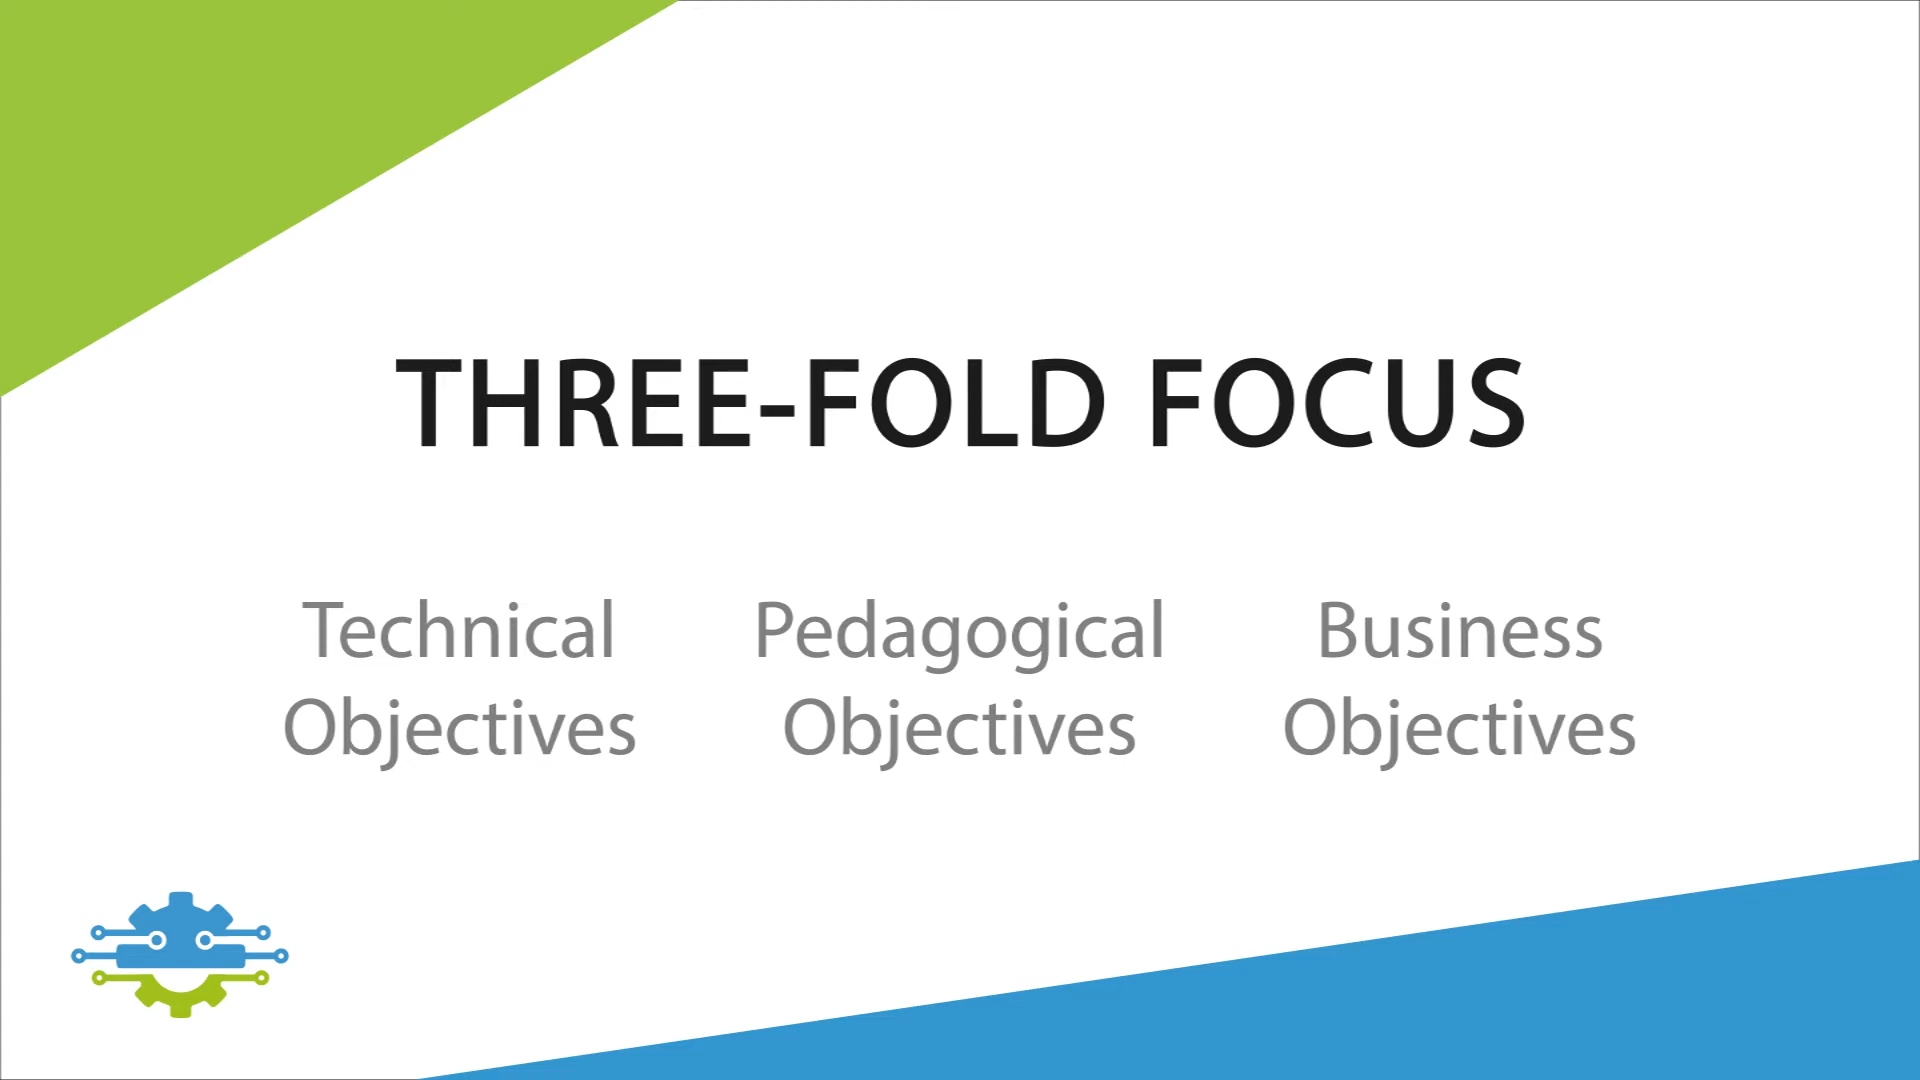 THREE-FOLD FOCUS
Technical Objectives
Pedagogical Objectives
Business Objectives